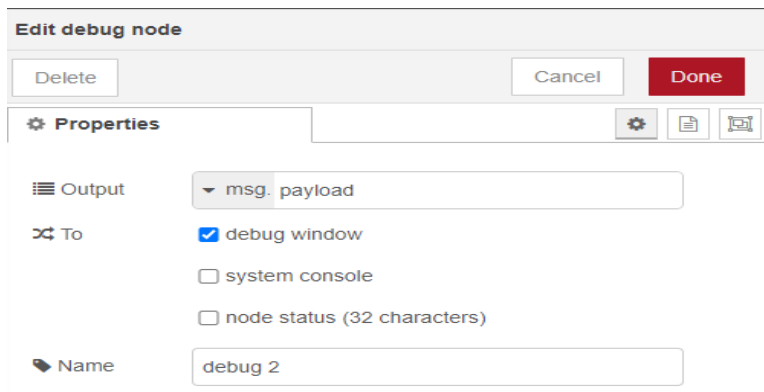 Edit debug node
Delete Cancel Done
Properties
Output msg. payload
To debug window
system console
node status (32 characters)
Name debug 2